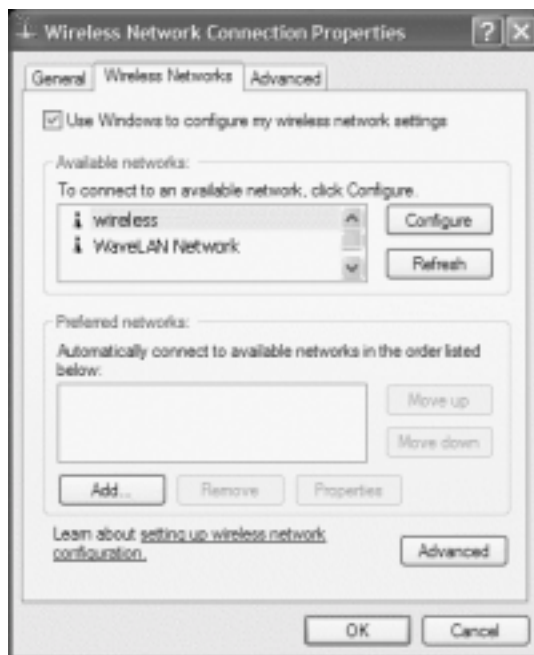 Wireless Network Connection Properties
General Wireless Networks Advanced
Use Windows to configure my wireless network settings
Available networks:
To connect to an available network, click Configure.
wireless
WaveLAN Network
Configure
Refresh
Preferred networks:
Automatically connect to available networks in the order listed
below:
Move up
Move down
Add... Remove Properties
Learn about setting up wireless network
configuration.
Advanced
OK Cancel